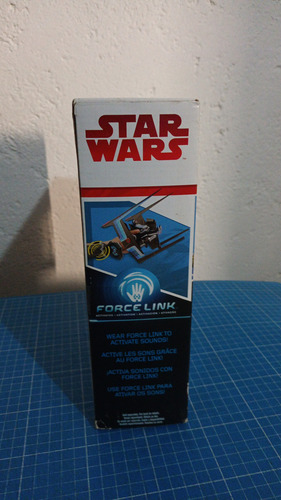 STAR
WARS
FORCE LINK
WEAR FORCE LINK TO
ACTIVATE SOUNDS!
ACTIVE LES SONS GRÂCE
AU FORCE LINK!
¡ACTIVA SONIDOS CON
FORCE LINK!
USE FORCE LINK PARA
ATIVAR OS SONS!